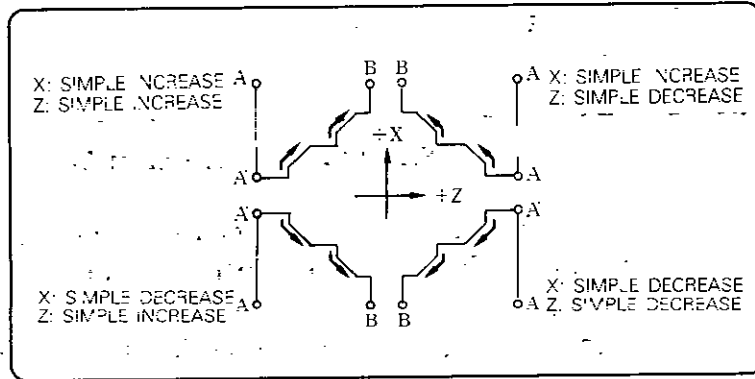 A B B A
X: SIMPLE INCREASE
Z: SIMPLE INCREASE
X: SIMPLE INCREASE
Z: SIMPLE DECREASE
+X
A' A
+Z
A' A'
X: SIMPLE DECREASE
Z: SIMPLE INCREASE
X: SIMPLE DECREASE
Z: SIMPLE DECREASE
A B B A